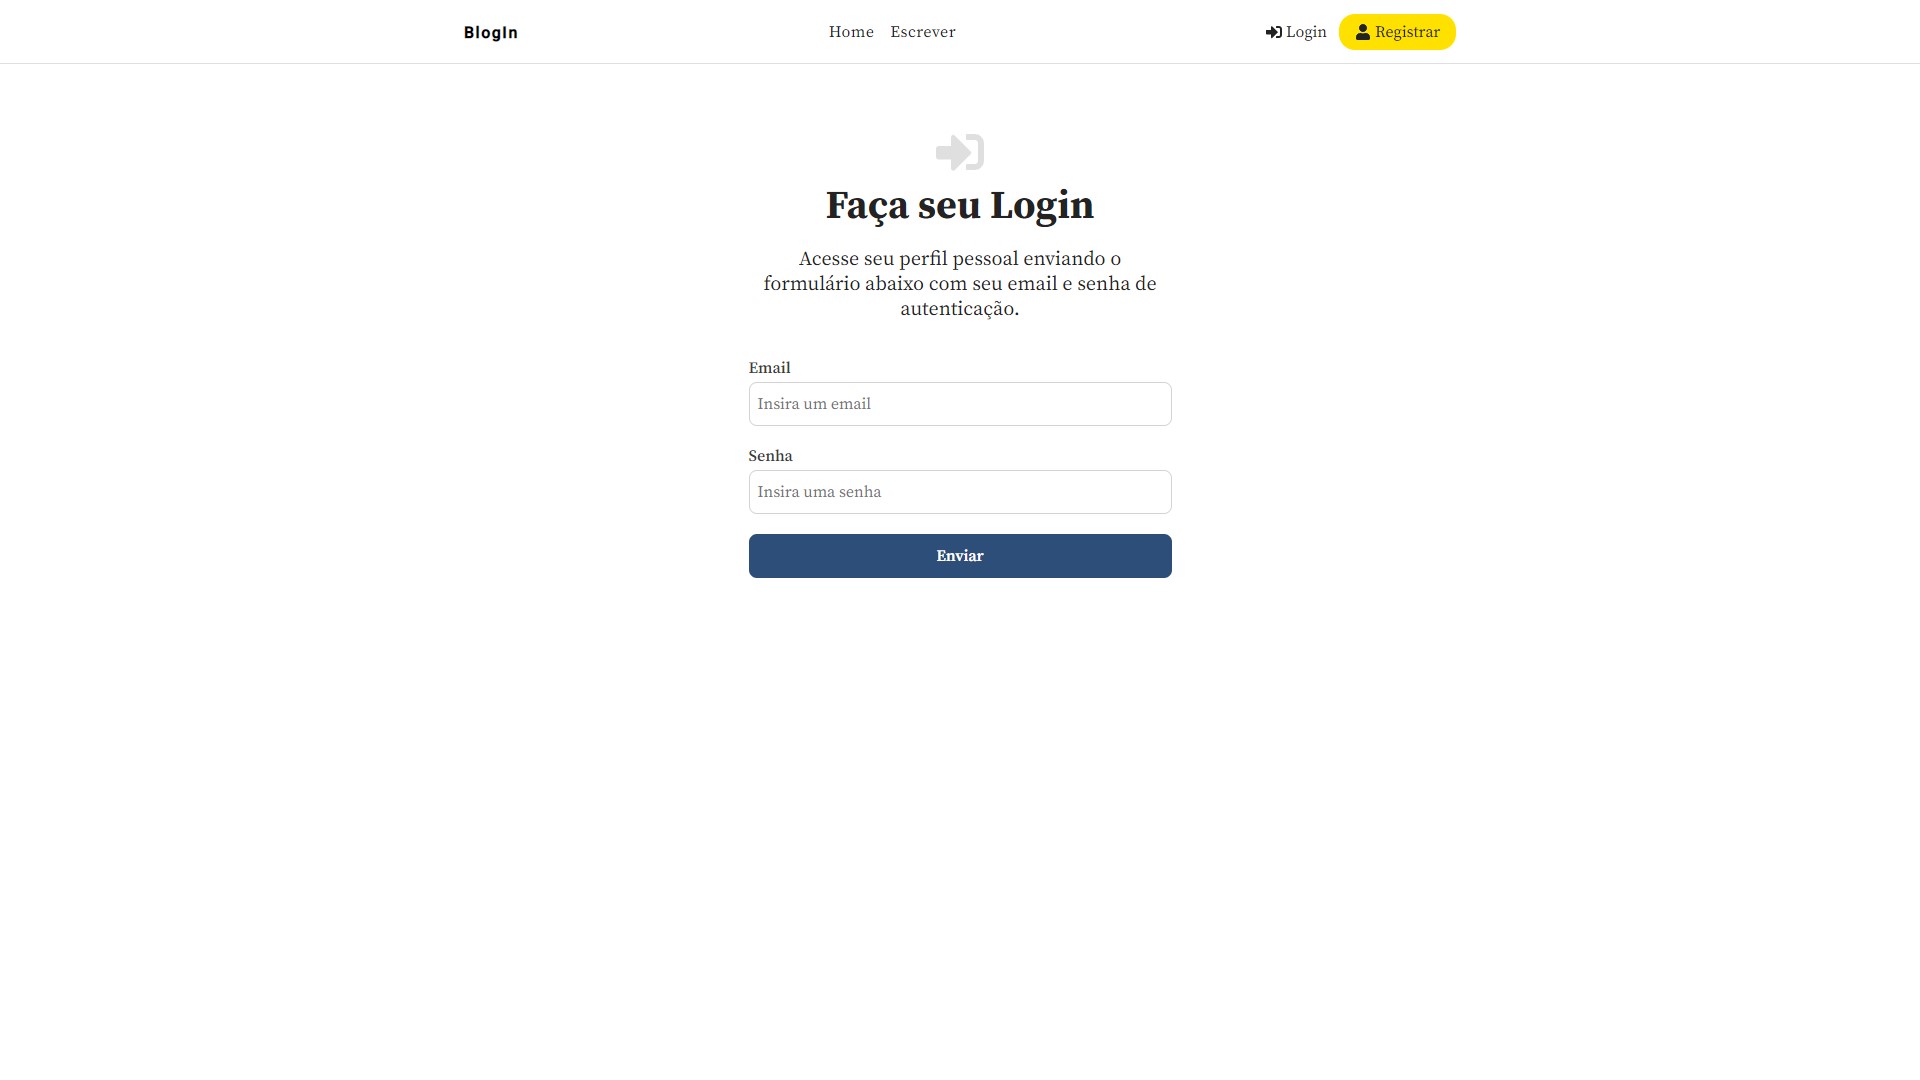 BlogIn
Home Escrever
Login Registrar
Faça seu Login
Acesse seu perfil pessoal enviando o
formulário abaixo com seu email e senha de
autenticação.
Email
Insira um email
Senha
Insira uma senha
Enviar